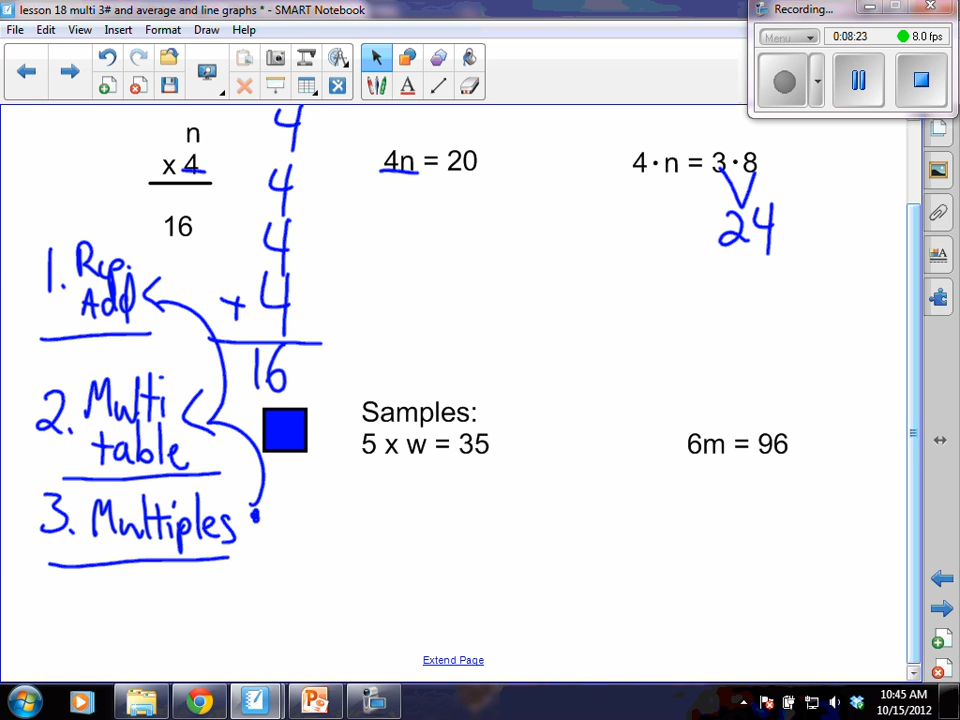 lesson 18 multi 3# and average and line graphs * - SMART Notebook
Recording...
File Edit View Insert Format Draw Help
Menu
0:08:23
8.0 fps
n
x 4
16
4
4
4
+ 4
16
4n = 20
4 · n = 3 · 8
24
1. Rep.
Add
2. Multi
table
3. Multiples
Samples:
5 x w = 35
6m = 96
Extend Page
10:45 AM
10/15/2012